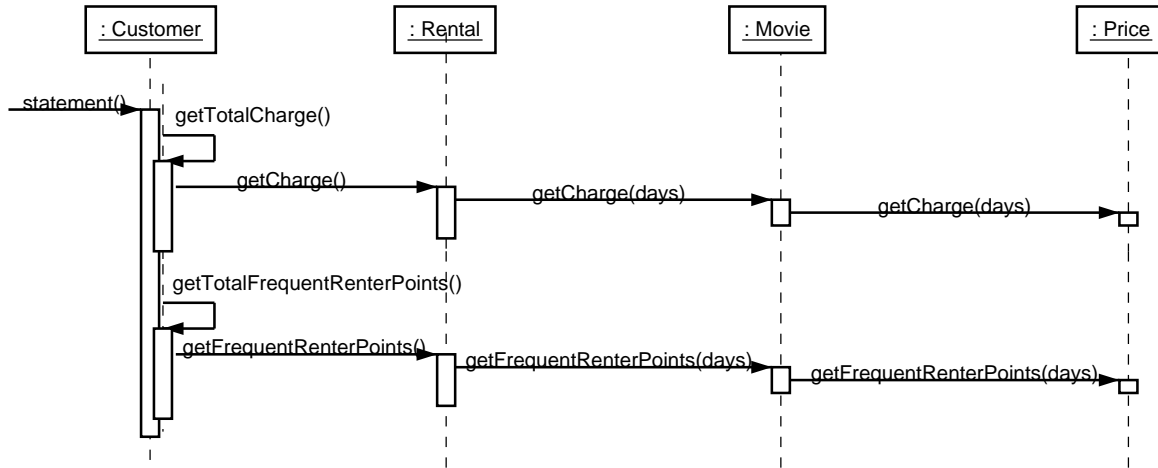 : Customer
: Rental
: Movie
: Price
statement()
getTotalCharge()
getCharge()
getCharge(days)
getCharge(days)
getTotalFrequentRenterPoints()
getFrequentRenterPoints()
getFrequentRenterPoints(days)
getFrequentRenterPoints(days)